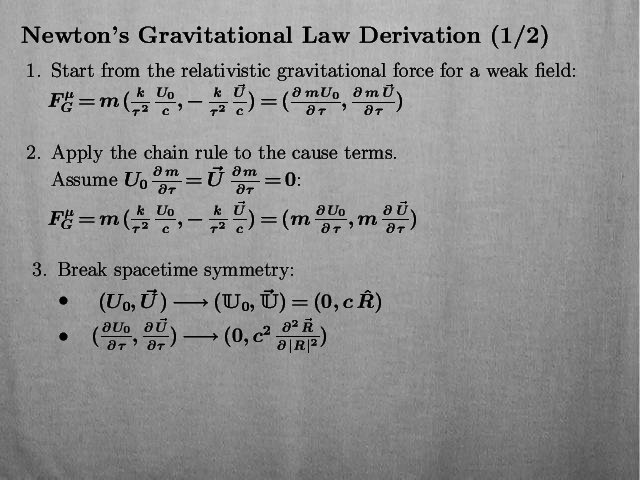 Newton's Gravitational Law Derivation (1/2)
1. Start from the relativistic gravitational force for a weak field:
$F_G^\mu = m\left(\frac{k}{\tau^2}\frac{U_0}{c}, -\frac{k}{\tau^2}\frac{\vec{U}}{c}\right) = \left(\frac{\partial\, m U_0}{\partial\, \tau}, \frac{\partial\, m\, \vec{U}}{\partial\, \tau}\right)$
2. Apply the chain rule to the cause terms.
Assume $U_0\frac{\partial\, m}{\partial\tau} = \vec{U}\,\frac{\partial\, m}{\partial\tau} = 0$:
$F_G^\mu = m\left(\frac{k}{\tau^2}\frac{U_0}{c}, -\frac{k}{\tau^2}\frac{\vec{U}}{c}\right) = \left(m\,\frac{\partial U_0}{\partial\, \tau}, m\,\frac{\partial\, \vec{U}}{\partial\, \tau}\right)$
3. Break spacetime symmetry:
• $(U_0, \vec{U}) \longrightarrow (\mathbb{U}_0, \vec{\mathbb{U}}) = (0, c\,\hat{R})$
• $\left(\frac{\partial U_0}{\partial\, \tau}, \frac{\partial\, \vec{U}}{\partial\, \tau}\right) \longrightarrow \left(0, c^2\,\frac{\partial^2\, \vec{R}}{\partial\, |R|^2}\right)$